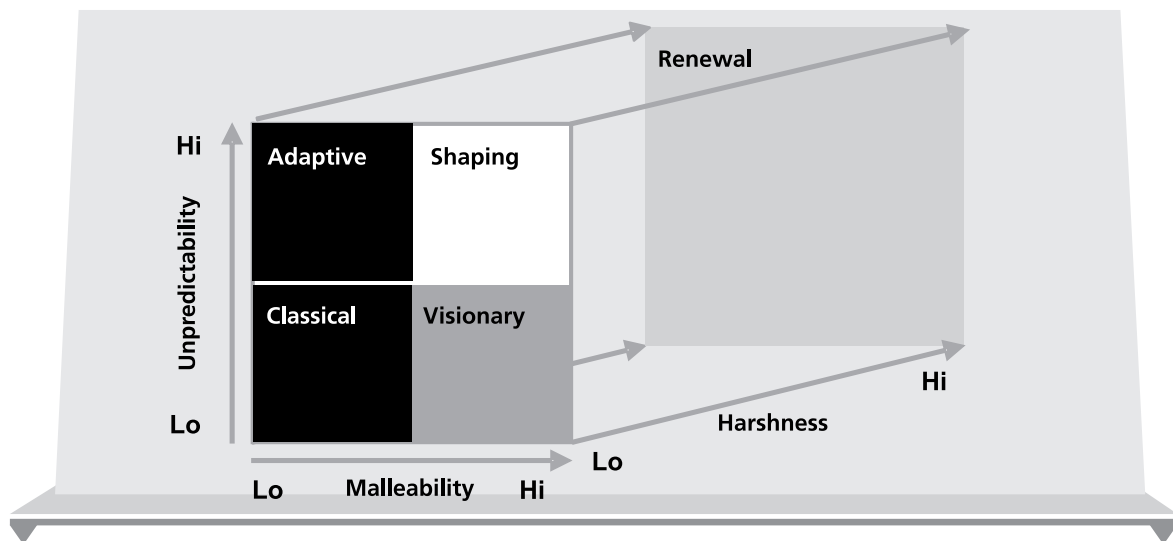 Renewal
Hi
Adaptive
Shaping
Unpredictability
Classical
Visionary
Hi
Lo
Harshness
Lo
Lo
Malleability
Hi